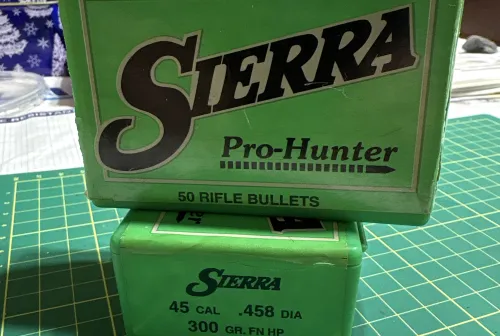 SIERRA
Pro-Hunter
50 RIFLE BULLETS
SIERRA
45 CAL .458 DIA
300 GR. FN HP